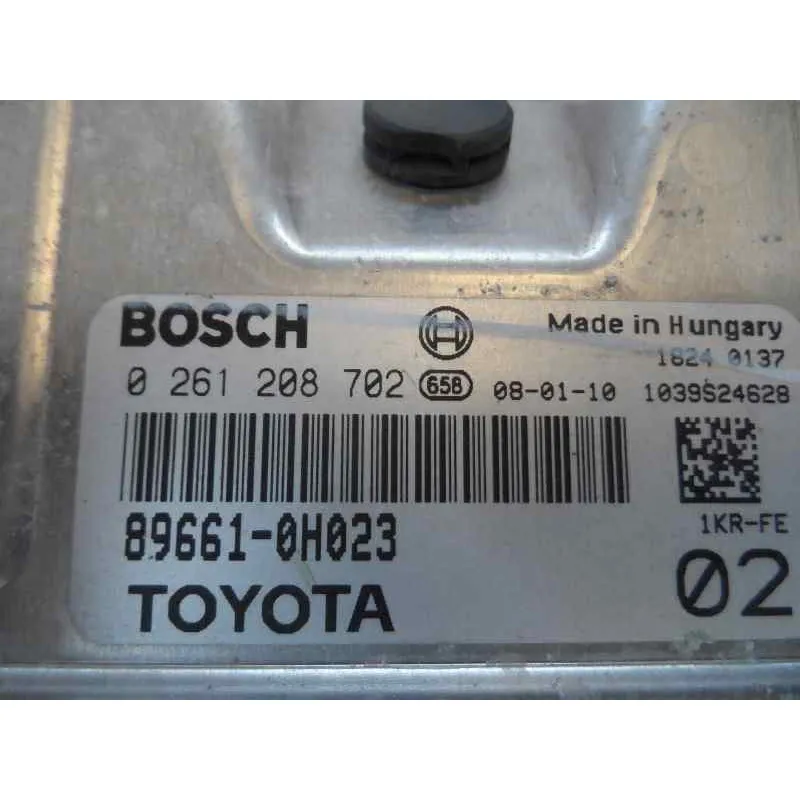 BOSCH
Made in Hungary
1824 0137
0 261 208 702 658 08-01-10 1039S24628
89661-0H023
1KR-FE
TOYOTA
02